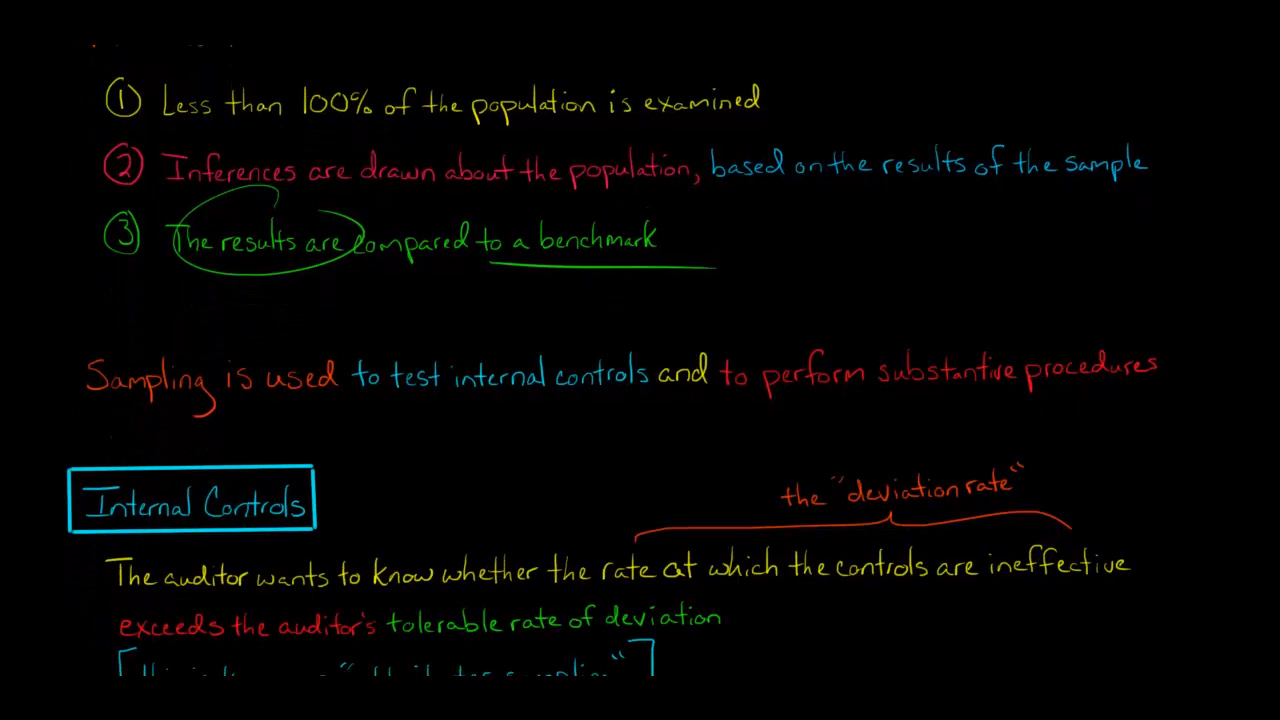 ① Less than 100% of the population is examined
② Inferences are drawn about the population, based on the results of the sample
③ The results are compared to a benchmark
Sampling is used to test internal controls and to perform substantive procedures
the "deviation rate"
Internal Controls
The auditor wants to know whether the rate at which the controls are ineffective
exceeds the auditor's tolerable rate of deviation